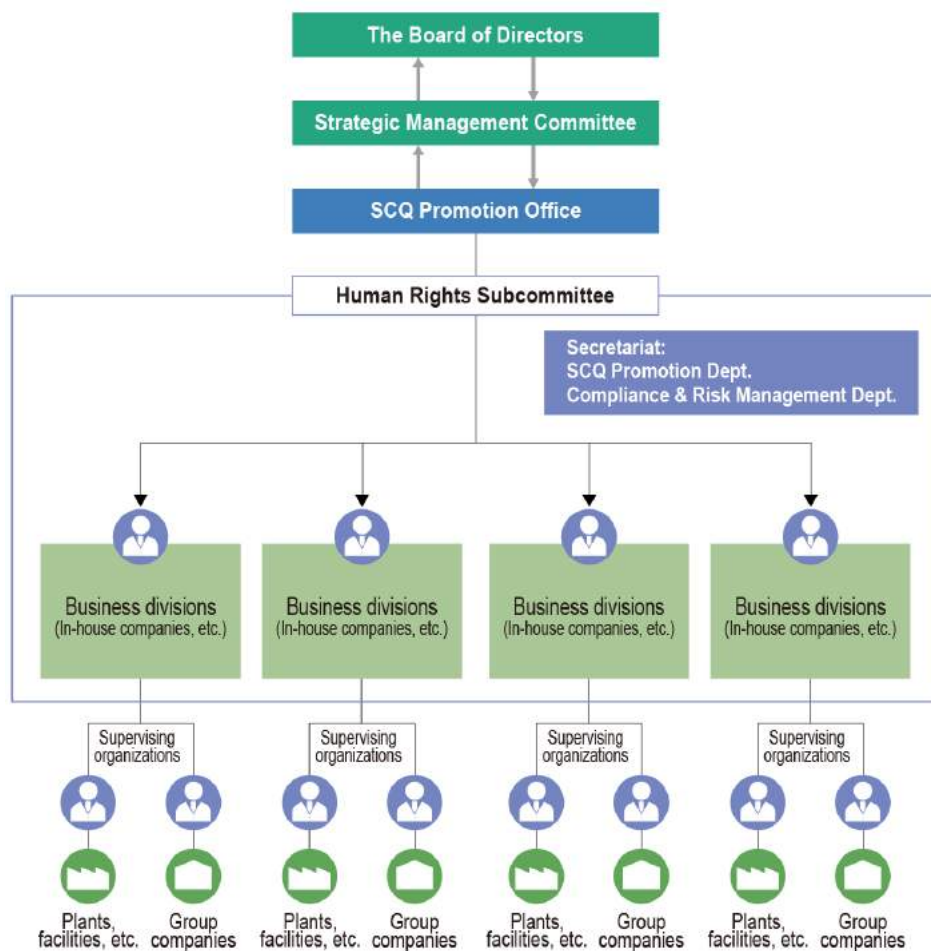 The Board of Directors
Strategic Management Committee
SCQ Promotion Office
Human Rights Subcommittee
Secretariat:
SCQ Promotion Dept.
Compliance & Risk Management Dept.
Business divisions
(In-house companies, etc.)
Business divisions
(In-house companies, etc.)
Business divisions
(In-house companies, etc.)
Business divisions
(In-house companies, etc.)
Supervising
organizations
Supervising
organizations
Supervising
organizations
Supervising
organizations
Plants,
facilities, etc.
Group
companies
Plants,
facilities, etc.
Group
companies
Plants,
facilities, etc.
Group
companies
Plants,
facilities, etc.
Group
companies